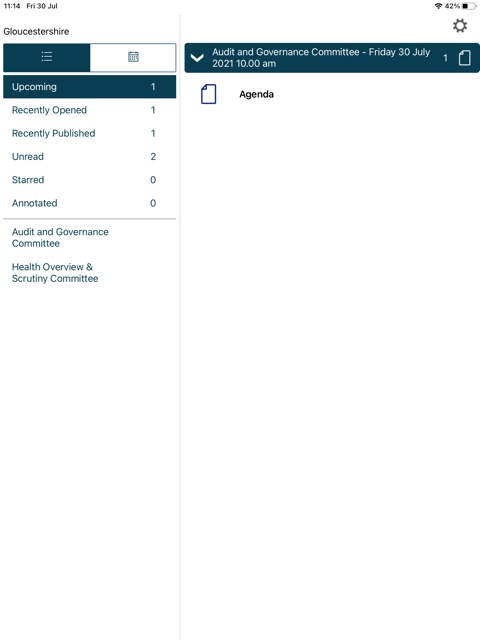 11:14 Fri 30 Jul
42%
Gloucestershire
Upcoming 1
Recently Opened 1
Recently Published 1
Unread 2
Starred 0
Annotated 0
Audit and Governance
Committee
Health Overview &
Scrutiny Committee
Audit and Governance Committee - Friday 30 July
2021 10.00 am
1
Agenda